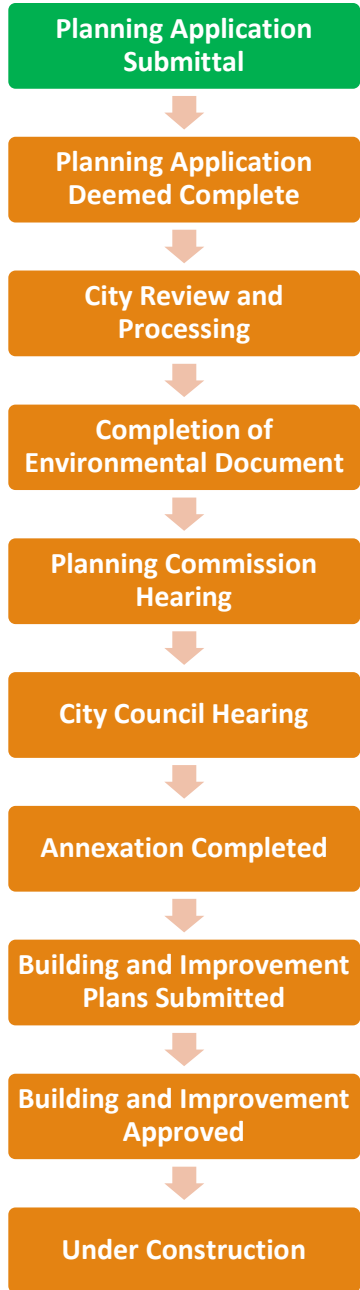 Planning Application
Submittal
Planning Application
Deemed Complete
City Review and
Processing
Completion of
Environmental Document
Planning Commission
Hearing
City Council Hearing
Annexation Completed
Building and Improvement
Plans Submitted
Building and Improvement
Approved
Under Construction